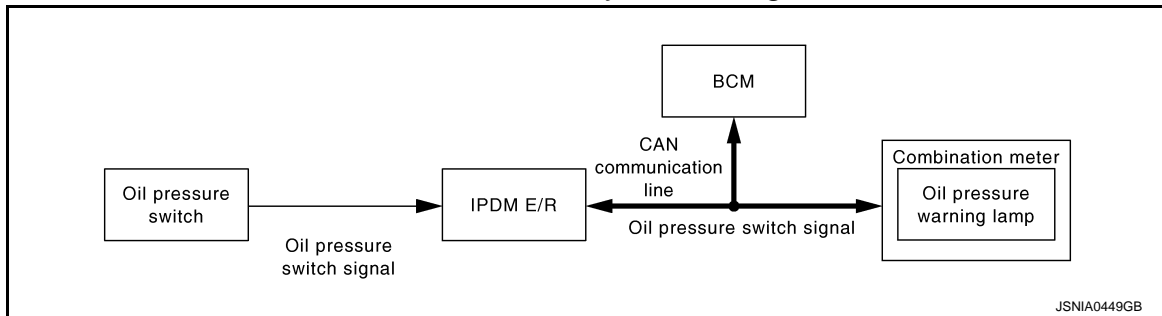 BCM
CAN
communication
line
Combination meter
Oil pressure
switch
IPDM E/R
Oil pressure
warning lamp
Oil pressure switch signal
Oil pressure
switch signal
JSNIA0449GB